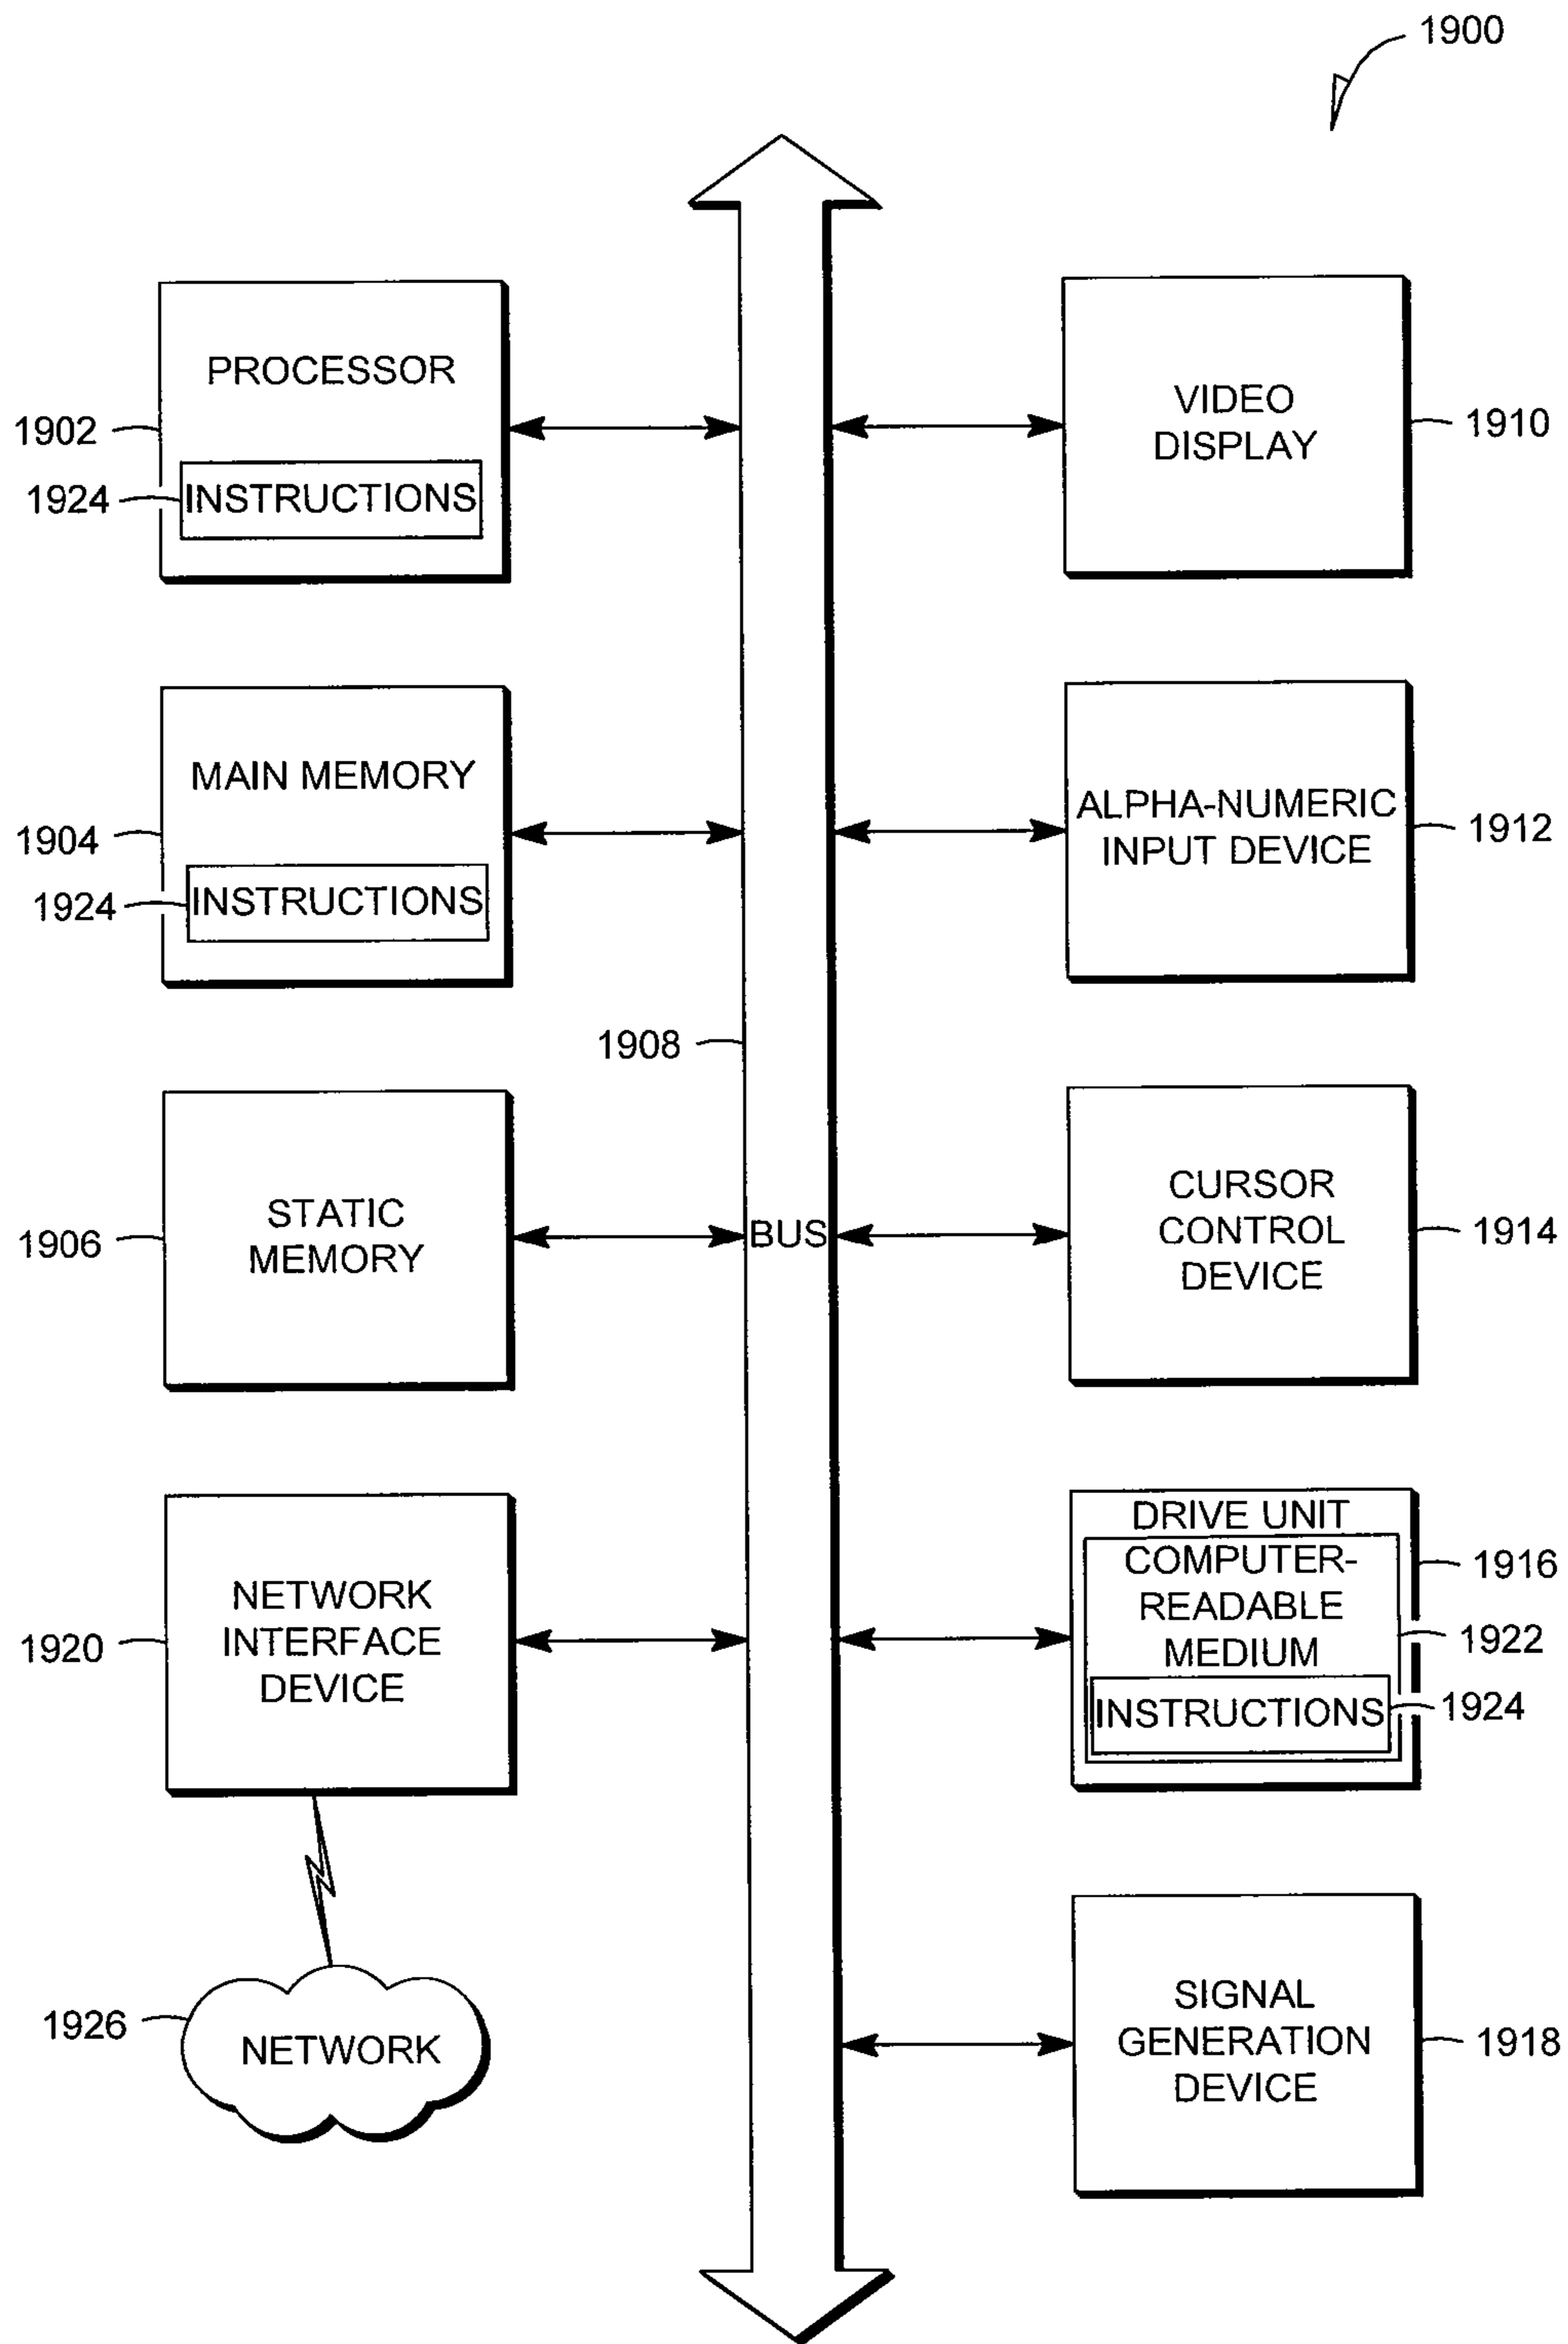 1900
PROCESSOR
1902
1924
INSTRUCTIONS
VIDEO
DISPLAY
1910
MAIN MEMORY
1904
1924
INSTRUCTIONS
ALPHA-NUMERIC
INPUT DEVICE
1912
1908
STATIC
MEMORY
1906
BUS
CURSOR
CONTROL
DEVICE
1914
NETWORK
INTERFACE
DEVICE
1920
DRIVE UNIT
COMPUTER-
READABLE
MEDIUM
1916
1922
INSTRUCTIONS
1924
1926
NETWORK
SIGNAL
GENERATION
DEVICE
1918